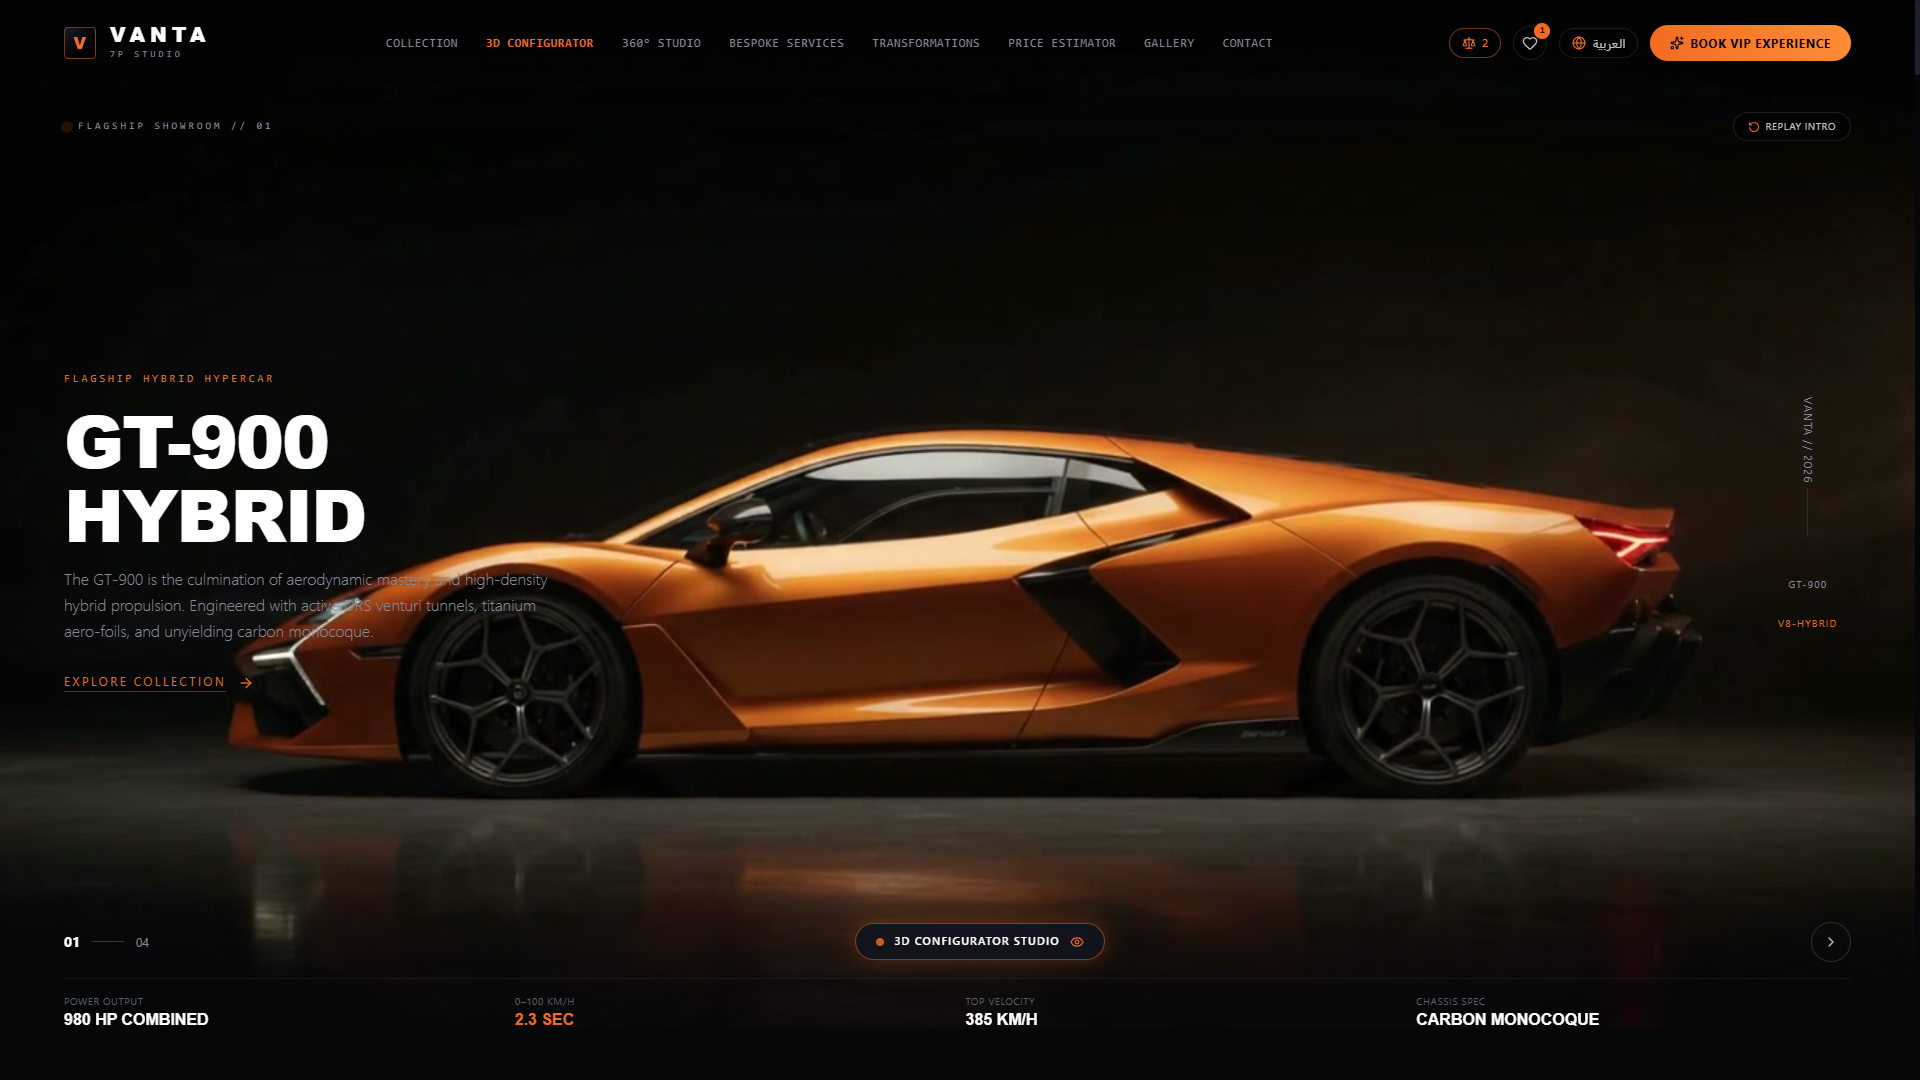 V
VANTA
7P STUDIO
COLLECTION
3D CONFIGURATOR
360° STUDIO
BESPOKE SERVICES
TRANSFORMATIONS
PRICE ESTIMATOR
GALLERY
CONTACT
2
1
العربية
BOOK VIP EXPERIENCE
FLAGSHIP SHOWROOM // 01
REPLAY INTRO
FLAGSHIP HYBRID HYPERCAR
GT-900
HYBRID
The GT-900 is the culmination of aerodynamic mastery and high-density
hybrid propulsion. Engineered with active DRS venturi tunnels, titanium
aero-foils, and unyielding carbon monocoque.
EXPLORE COLLECTION
VANTA // 2026
GT-900
V8-HYBRID
01
04
3D CONFIGURATOR STUDIO
POWER OUTPUT
980 HP COMBINED
0–100 KM/H
2.3 SEC
TOP VELOCITY
385 KM/H
CHASSIS SPEC
CARBON MONOCOQUE